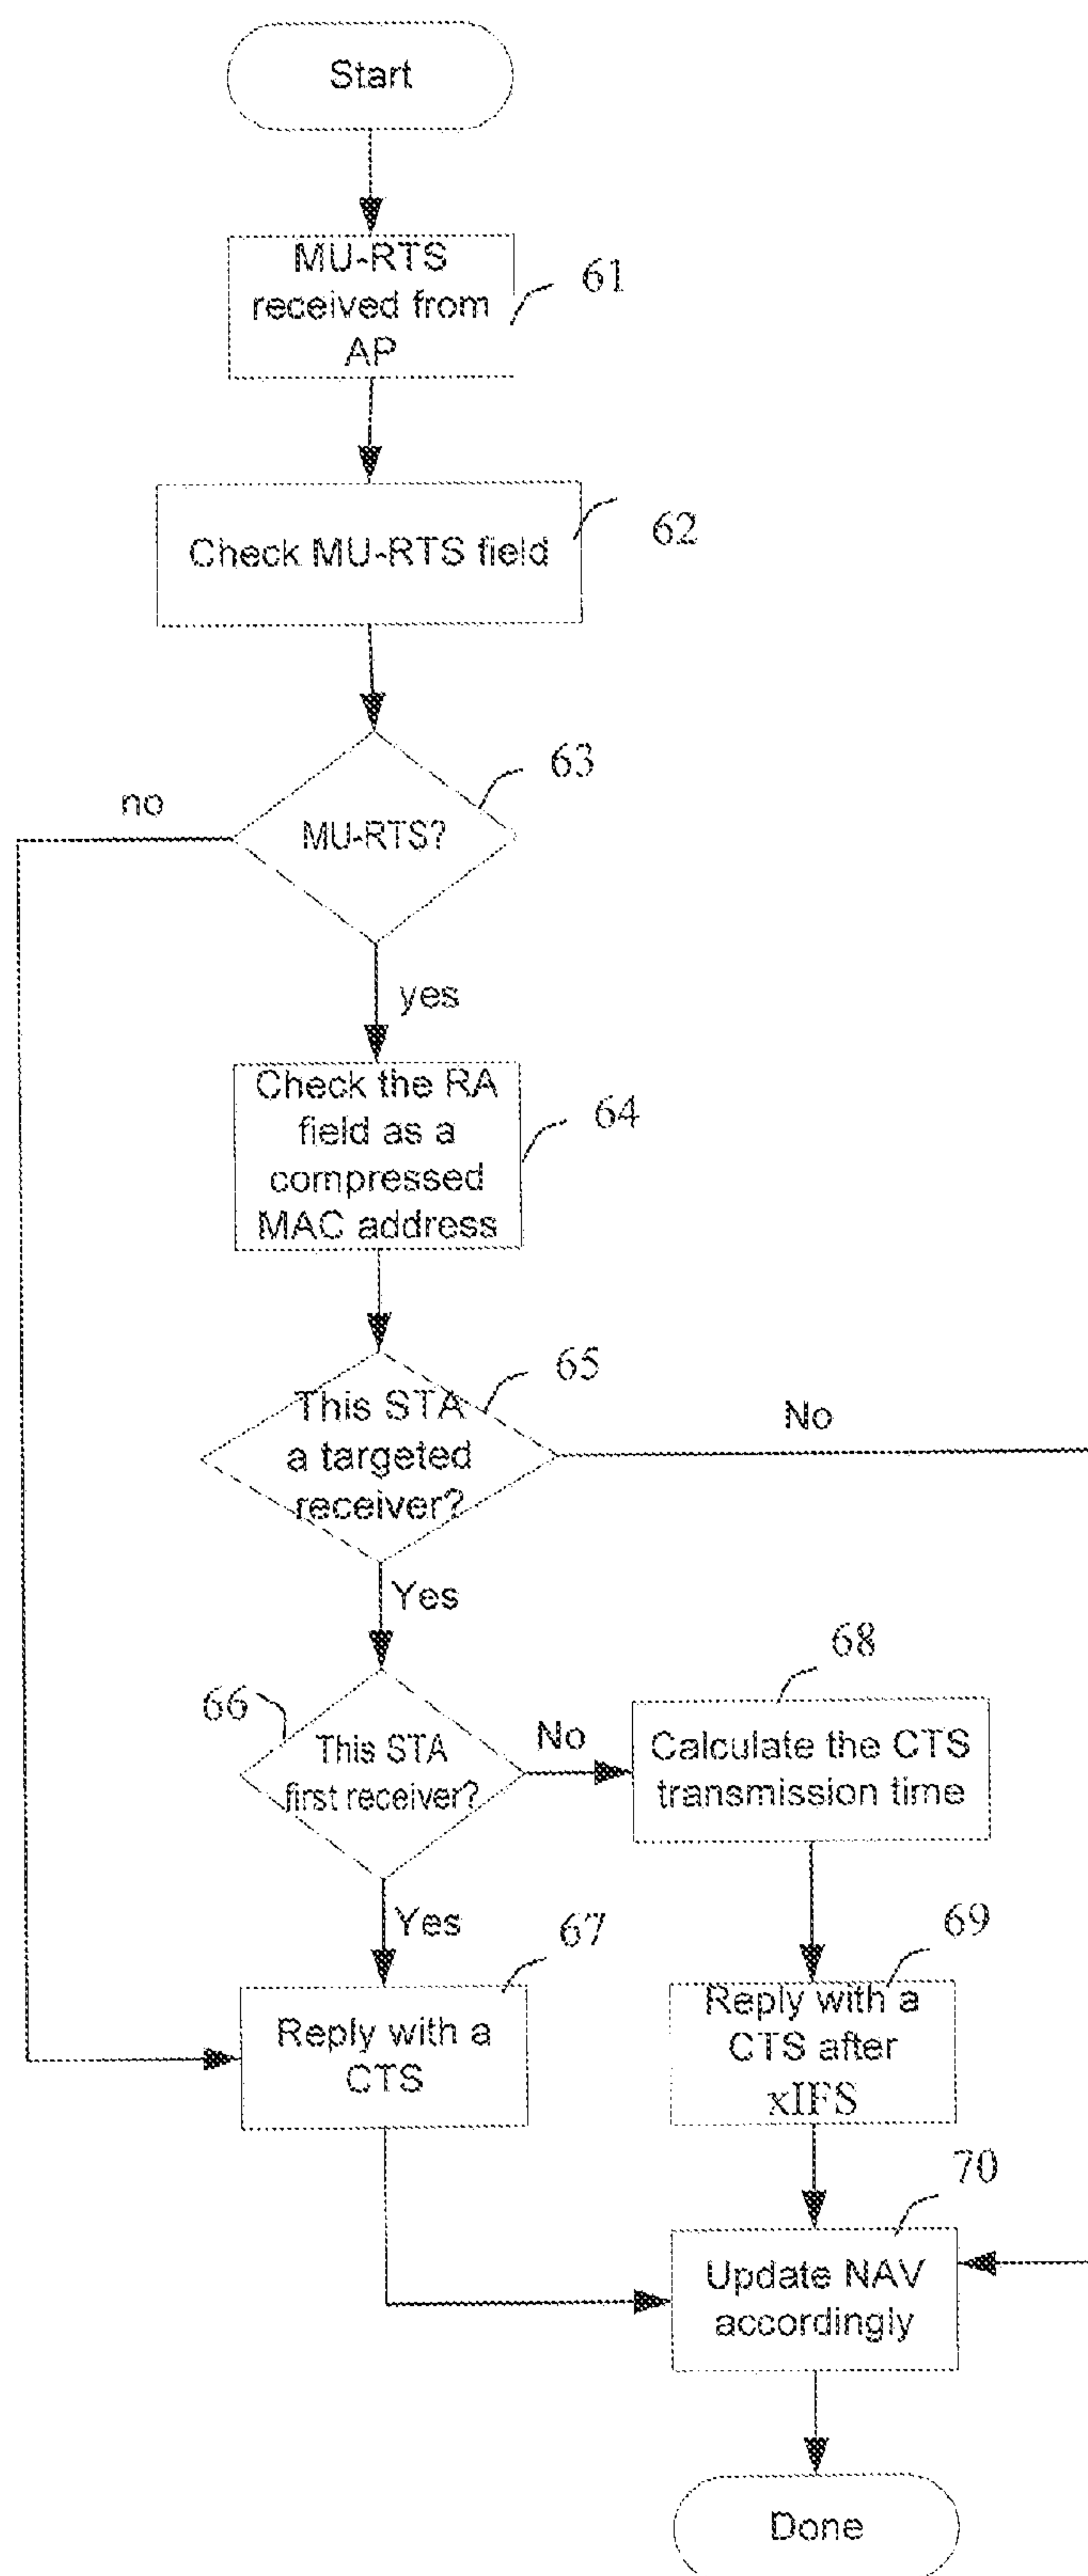 Start
MU-RTS
received from
AP
61
Check MU-RTS field
62
63
no
MU-RTS?
yes
Check the RA
field as a
compressed
MAC address
64
65
This STA
a targeted
receiver?
No
Yes
66
This STA
first receiver?
No
68
Calculate the CTS
transmission time
Yes
67
Reply with a
CTS
69
Reply with a
CTS after
xIFS
70
Update NAV
accordingly
Done